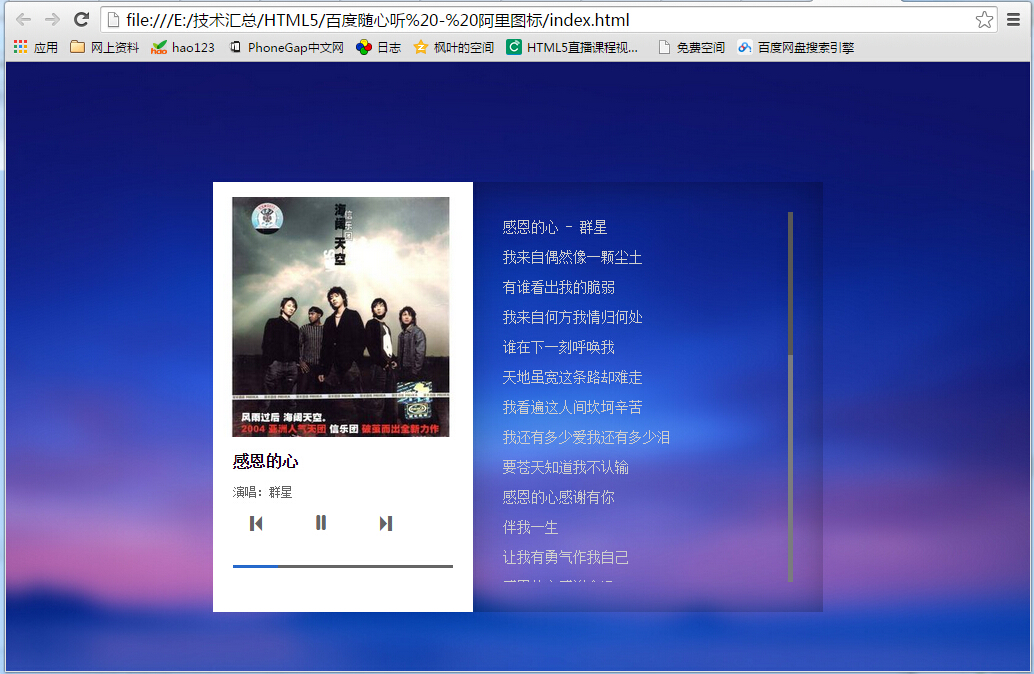 file:///E:/技术汇总/HTML5/百度随心听%20-%20阿里图标/index.html
应用 网上资料 hao123 PhoneGap中文网 日志 枫叶的空间 HTML5直播课程视... 免费空间 百度网盘搜索引擎
海阔天空
信乐团
风雨过后 海阔天空。
2004 亚洲人气天团 信乐团 破茧而出全新力作
感恩的心
演唱：群星
感恩的心 - 群星
我来自偶然像一颗尘土
有谁看出我的脆弱
我来自何方我情归何处
谁在下一刻呼唤我
天地虽宽这条路却难走
我看遍这人间坎坷辛苦
我还有多少爱我还有多少泪
要苍天知道我不认输
感恩的心感谢有你
伴我一生
让我有勇气作我自己